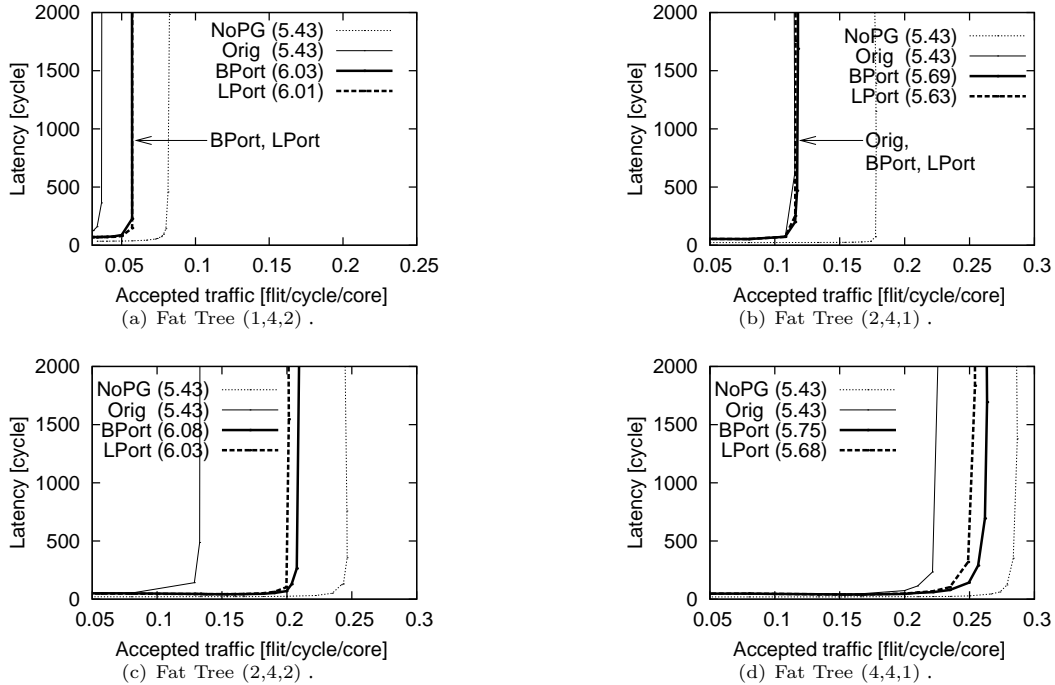 2000
1500
1000
500
0
Latency [cycle]
NoPG (5.43)
Orig (5.43)
BPort (6.03)
LPort (6.01)
BPort, LPort
0.05 0.1 0.15 0.2 0.25
Accepted traffic [flit/cycle/core]
(a) Fat Tree (1,4,2) .
2000
1500
1000
500
0
Latency [cycle]
NoPG (5.43)
Orig (5.43)
BPort (5.69)
LPort (5.63)
Orig,
BPort, LPort
0.05 0.1 0.15 0.2 0.25 0.3
Accepted traffic [flit/cycle/core]
(b) Fat Tree (2,4,1) .
2000
1500
1000
500
0
Latency [cycle]
NoPG (5.43)
Orig (5.43)
BPort (6.08)
LPort (6.03)
0.05 0.1 0.15 0.2 0.25 0.3
Accepted traffic [flit/cycle/core]
(c) Fat Tree (2,4,2) .
2000
1500
1000
500
0
Latency [cycle]
NoPG (5.43)
Orig (5.43)
BPort (5.75)
LPort (5.68)
0.05 0.1 0.15 0.2 0.25 0.3
Accepted traffic [flit/cycle/core]
(d) Fat Tree (4,4,1) .